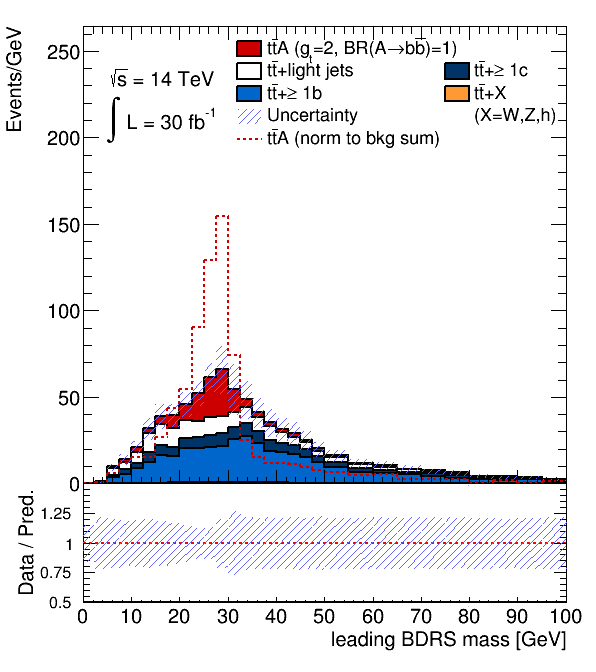 Events/GeV
250
200
150
100
50
0
√s = 14 TeV
∫ L = 30 fb⁻¹
tt̄A (gₜ=2, BR(A→bb̄)=1)
tt̄+light jets
tt̄+≥ 1c
tt̄+≥ 1b
tt̄+X
Uncertainty
(X=W,Z,h)
tt̄A (norm to bkg sum)
Data / Pred.
1.25
1
0.75
0.5
0 10 20 30 40 50 60 70 80 90 100
leading BDRS mass [GeV]